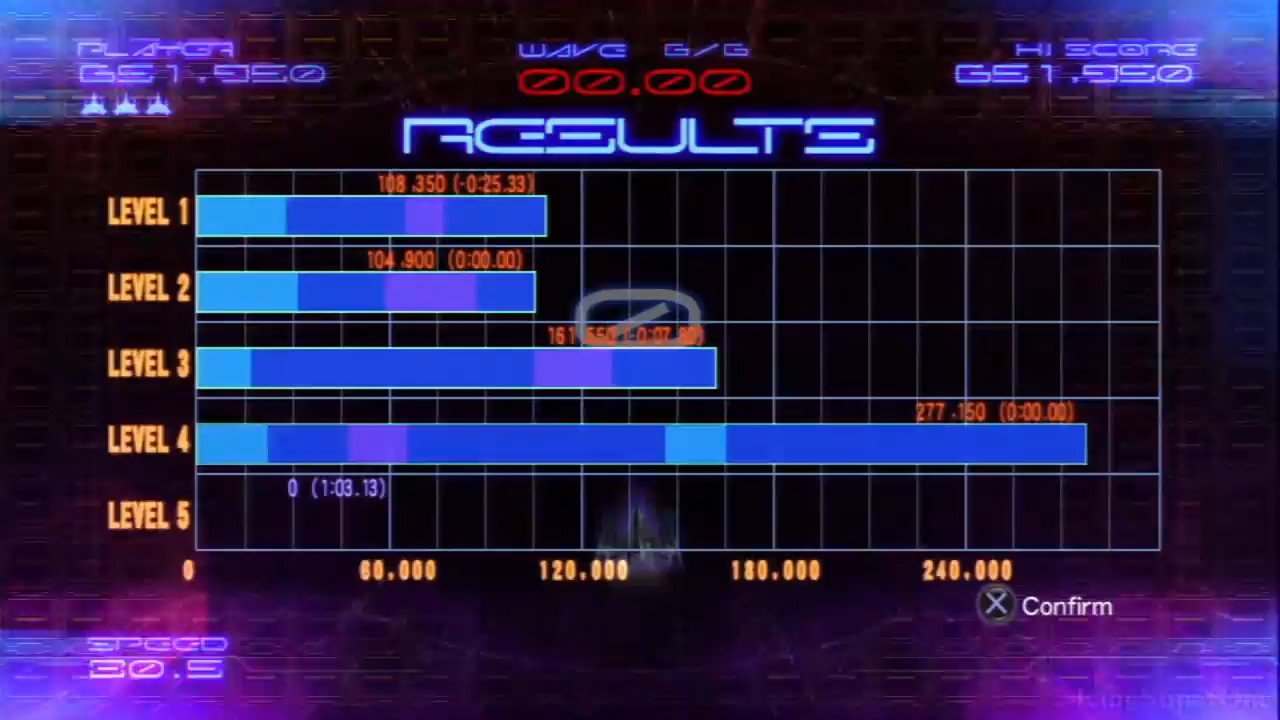 PLAYER
651,950
WAVE 6/6
00.00
HI SCORE
651,950
RESULTS
108,350 (-0:25.33)
LEVEL 1
104,900 (0:00.00)
LEVEL 2
LEVEL 3
277,150 (0:00.00)
LEVEL 4
0 (1:03.13)
LEVEL 5
0 60,000 120,000 180,000 240,000
Confirm
SPEED
30.5